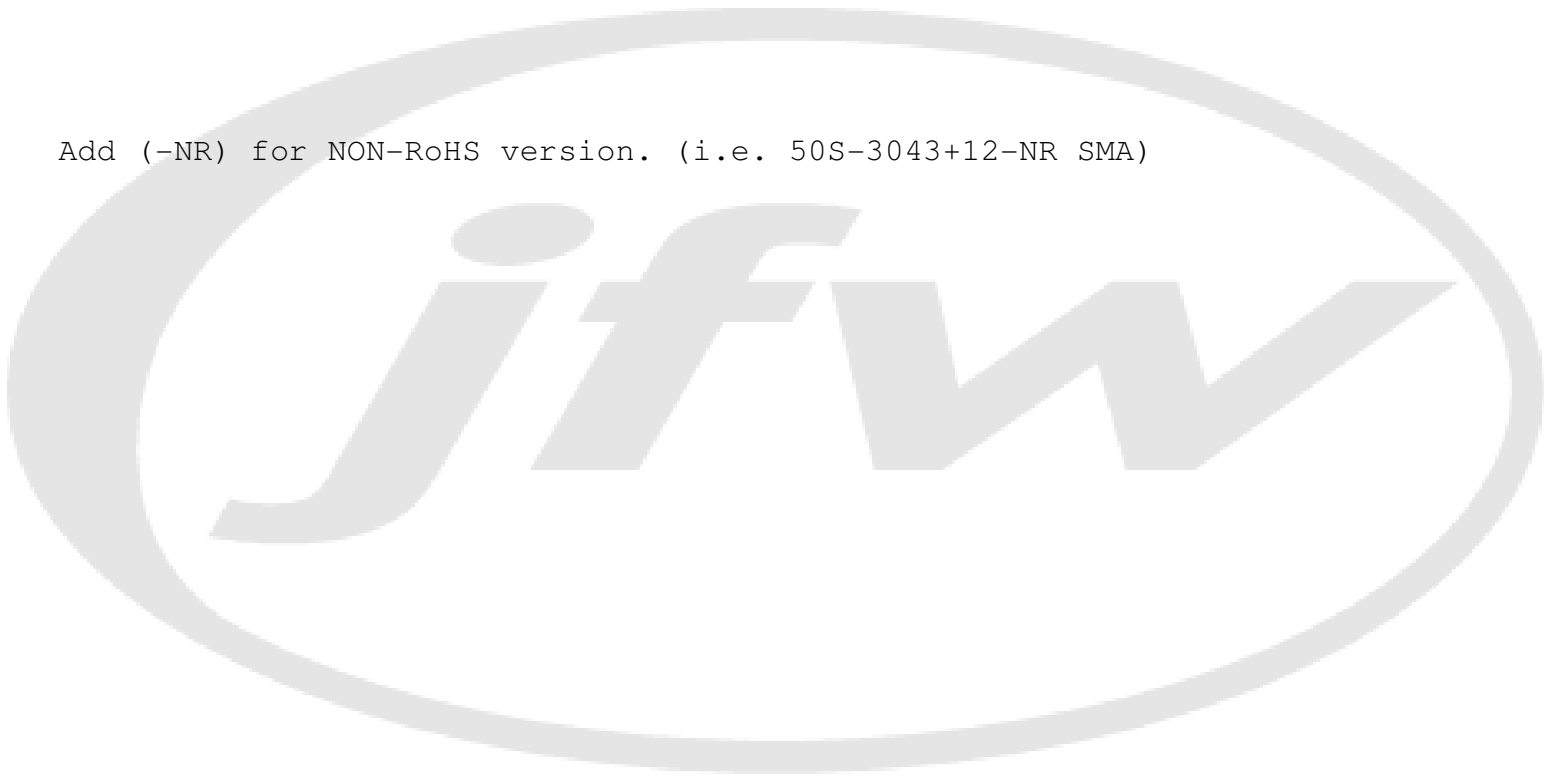 Add (-NR) for NON-RoHS version. (i.e. 50S-3043+12-NR SMA)
jfw